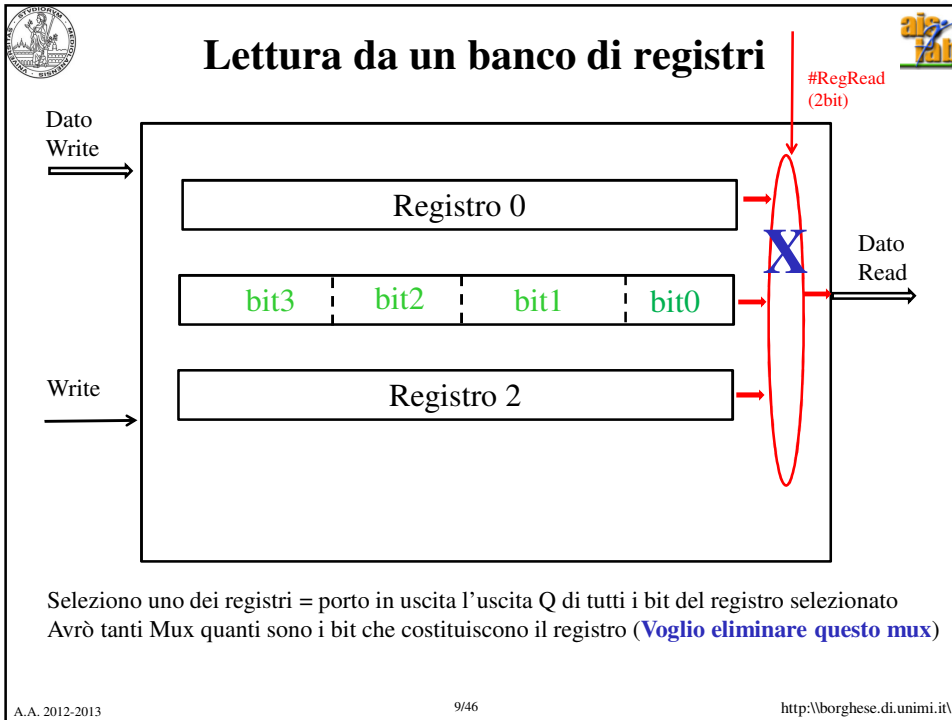 Lettura da un banco di registri
#RegRead
(2bit)
Dato
Write
Registro 0
X
Dato
Read
bit3
bit2
bit1
bit0
Write
Registro 2
Seleziono uno dei registri = porto in uscita l'uscita Q di tutti i bit del registro selezionato
Avrò tanti Mux quanti sono i bit che costituiscono il registro (Voglio eliminare questo mux)
A.A. 2012-2013
9/46
http:\\borghese.di.unimi.it\